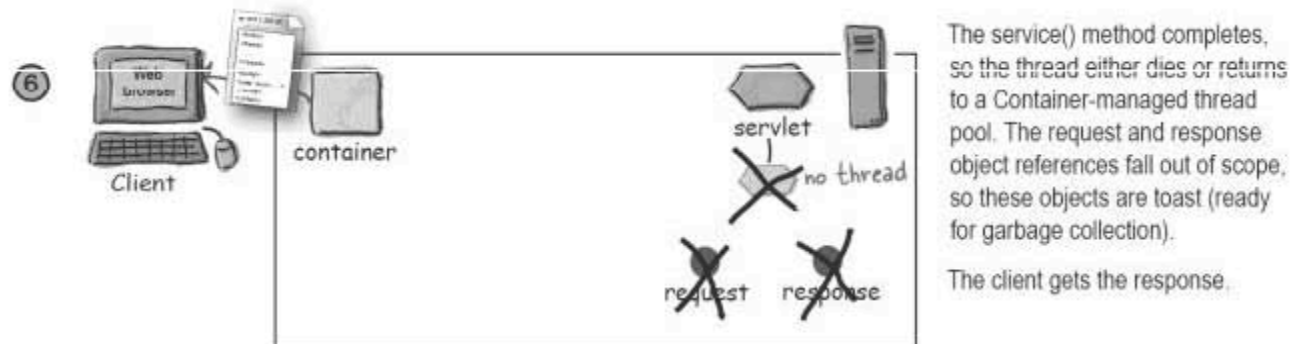 6
Web
browser
Client
container
servlet
no thread
request
response
The service() method completes,
so the thread either dies or returns
to a Container-managed thread
pool. The request and response
object references fall out of scope,
so these objects are toast (ready
for garbage collection).
The client gets the response.